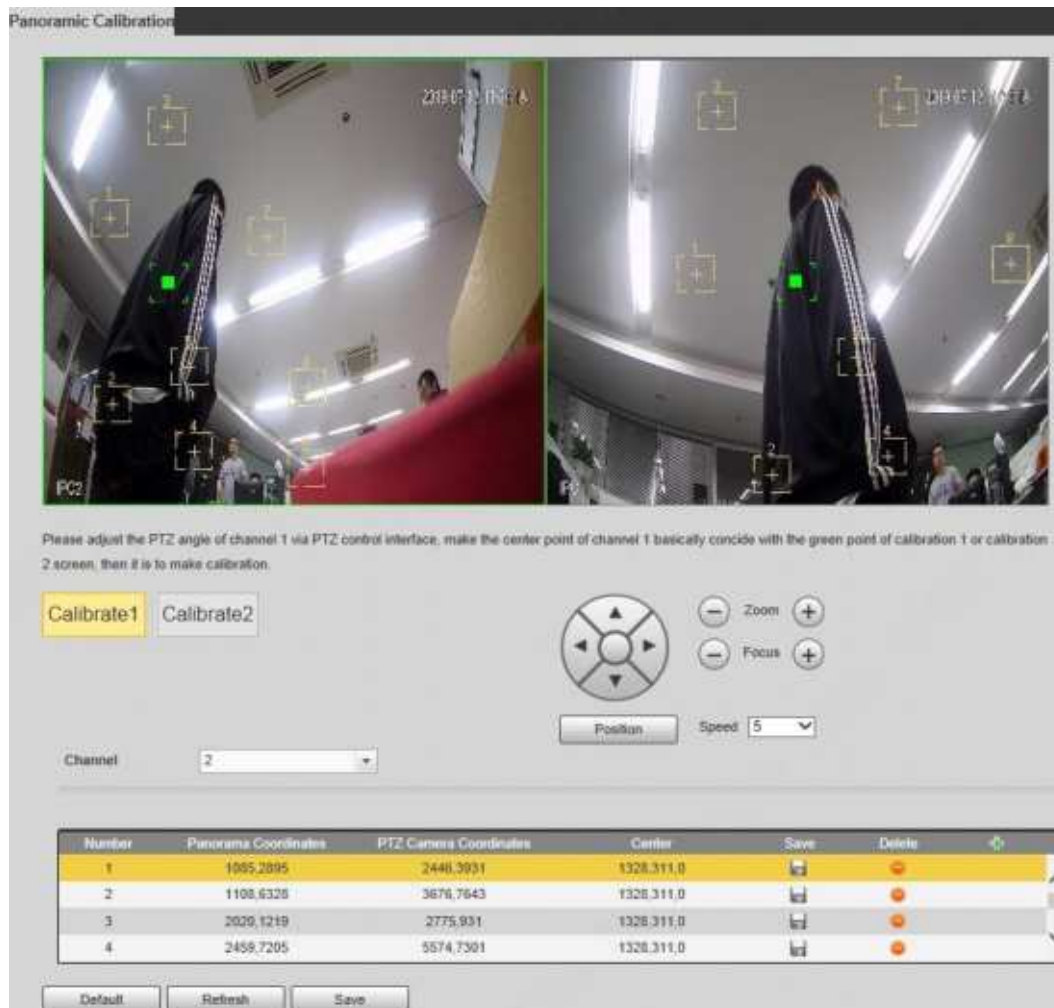 Panoramic Calibration
IPC2
Please adjust the PTZ angle of channel 1 via PTZ control interface, make the center point of channel 1 basically concide with the green point of calibration 1 or calibration
2 screen, then it is to make calibration.
Calibrate1 Calibrate2
Zoom
Focus
Position Speed 5
Channel 2
Number Panorama Coordinates PTZ Camera Coordinates Center Save Delete
1 1085,2895 2446,3931 1328,311,0
2 1108,6328 3676,7643 1328,311,0
3 2020,1219 2775,931 1328,311,0
4 2459,7205 5574,7301 1328,311,0
Default Refresh Save